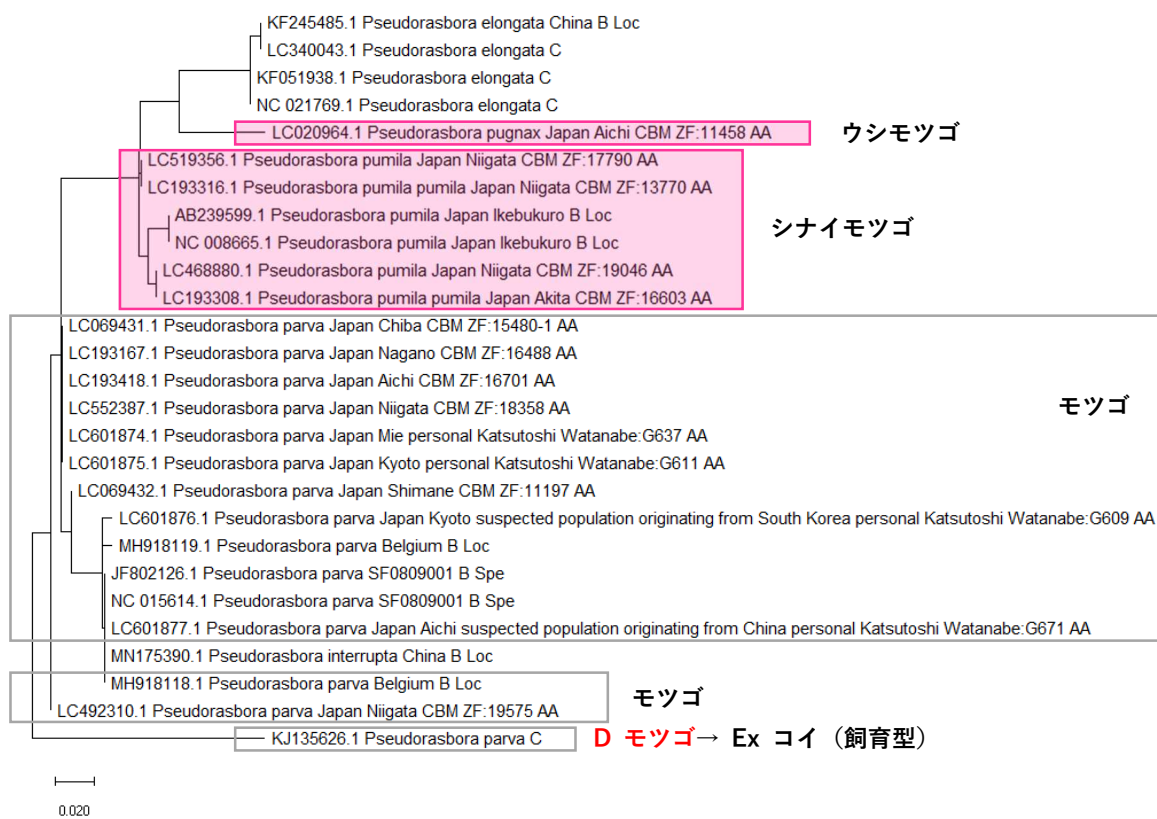 KF245485.1 Pseudorasbora elongata China B Loc
LC340043.1 Pseudorasbora elongata C
KF051938.1 Pseudorasbora elongata C
NC 021769.1 Pseudorasbora elongata C
LC020964.1 Pseudorasbora pugnax Japan Aichi CBM ZF:11458 AA
ウシモツゴ
LC519356.1 Pseudorasbora pumila Japan Niigata CBM ZF:17790 AA
LC193316.1 Pseudorasbora pumila pumila Japan Niigata CBM ZF:13770 AA
AB239599.1 Pseudorasbora pumila Japan Ikebukuro B Loc
NC 008665.1 Pseudorasbora pumila Japan Ikebukuro B Loc
LC468880.1 Pseudorasbora pumila Japan Niigata CBM ZF:19046 AA
LC193308.1 Pseudorasbora pumila pumila Japan Akita CBM ZF:16603 AA
シナイモツゴ
LC069431.1 Pseudorasbora parva Japan Chiba CBM ZF:15480-1 AA
LC193167.1 Pseudorasbora parva Japan Nagano CBM ZF:16488 AA
LC193418.1 Pseudorasbora parva Japan Aichi CBM ZF:16701 AA
LC552387.1 Pseudorasbora parva Japan Niigata CBM ZF:18358 AA
LC601874.1 Pseudorasbora parva Japan Mie personal Katsutoshi Watanabe:G637 AA
LC601875.1 Pseudorasbora parva Japan Kyoto personal Katsutoshi Watanabe:G611 AA
LC069432.1 Pseudorasbora parva Japan Shimane CBM ZF:11197 AA
LC601876.1 Pseudorasbora parva Japan Kyoto suspected population originating from South Korea personal Katsutoshi Watanabe:G609 AA
MH918119.1 Pseudorasbora parva Belgium B Loc
JF802126.1 Pseudorasbora parva SF0809001 B Spe
NC 015614.1 Pseudorasbora parva SF0809001 B Spe
LC601877.1 Pseudorasbora parva Japan Aichi suspected population originating from China personal Katsutoshi Watanabe:G671 AA
モツゴ
MN175390.1 Pseudorasbora interrupta China B Loc
MH918118.1 Pseudorasbora parva Belgium B Loc
LC492310.1 Pseudorasbora parva Japan Niigata CBM ZF:19575 AA
モツゴ
KJ135626.1 Pseudorasbora parva C
D モツゴ→ Ex コイ（飼育型）
0.020